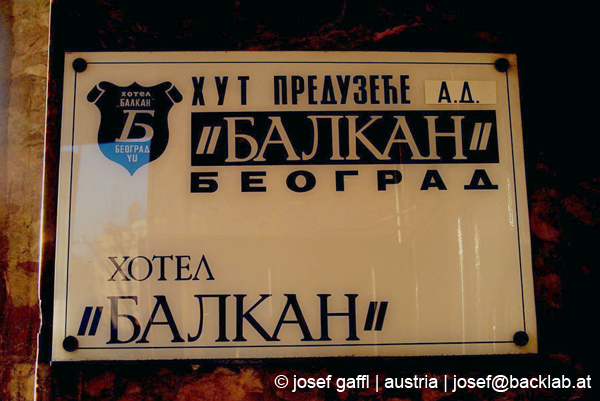 ХОТЕЛ
„БАЛКАН"
Б
БЕОГРАД
YU
ХУТ ПРЕДУЗЕЋЕ А.Д.
"БАЛКАН"
БЕОГРАД
ХОТЕЛ
"БАЛКАН"
© josef gaffl | austria | josef@backlab.at